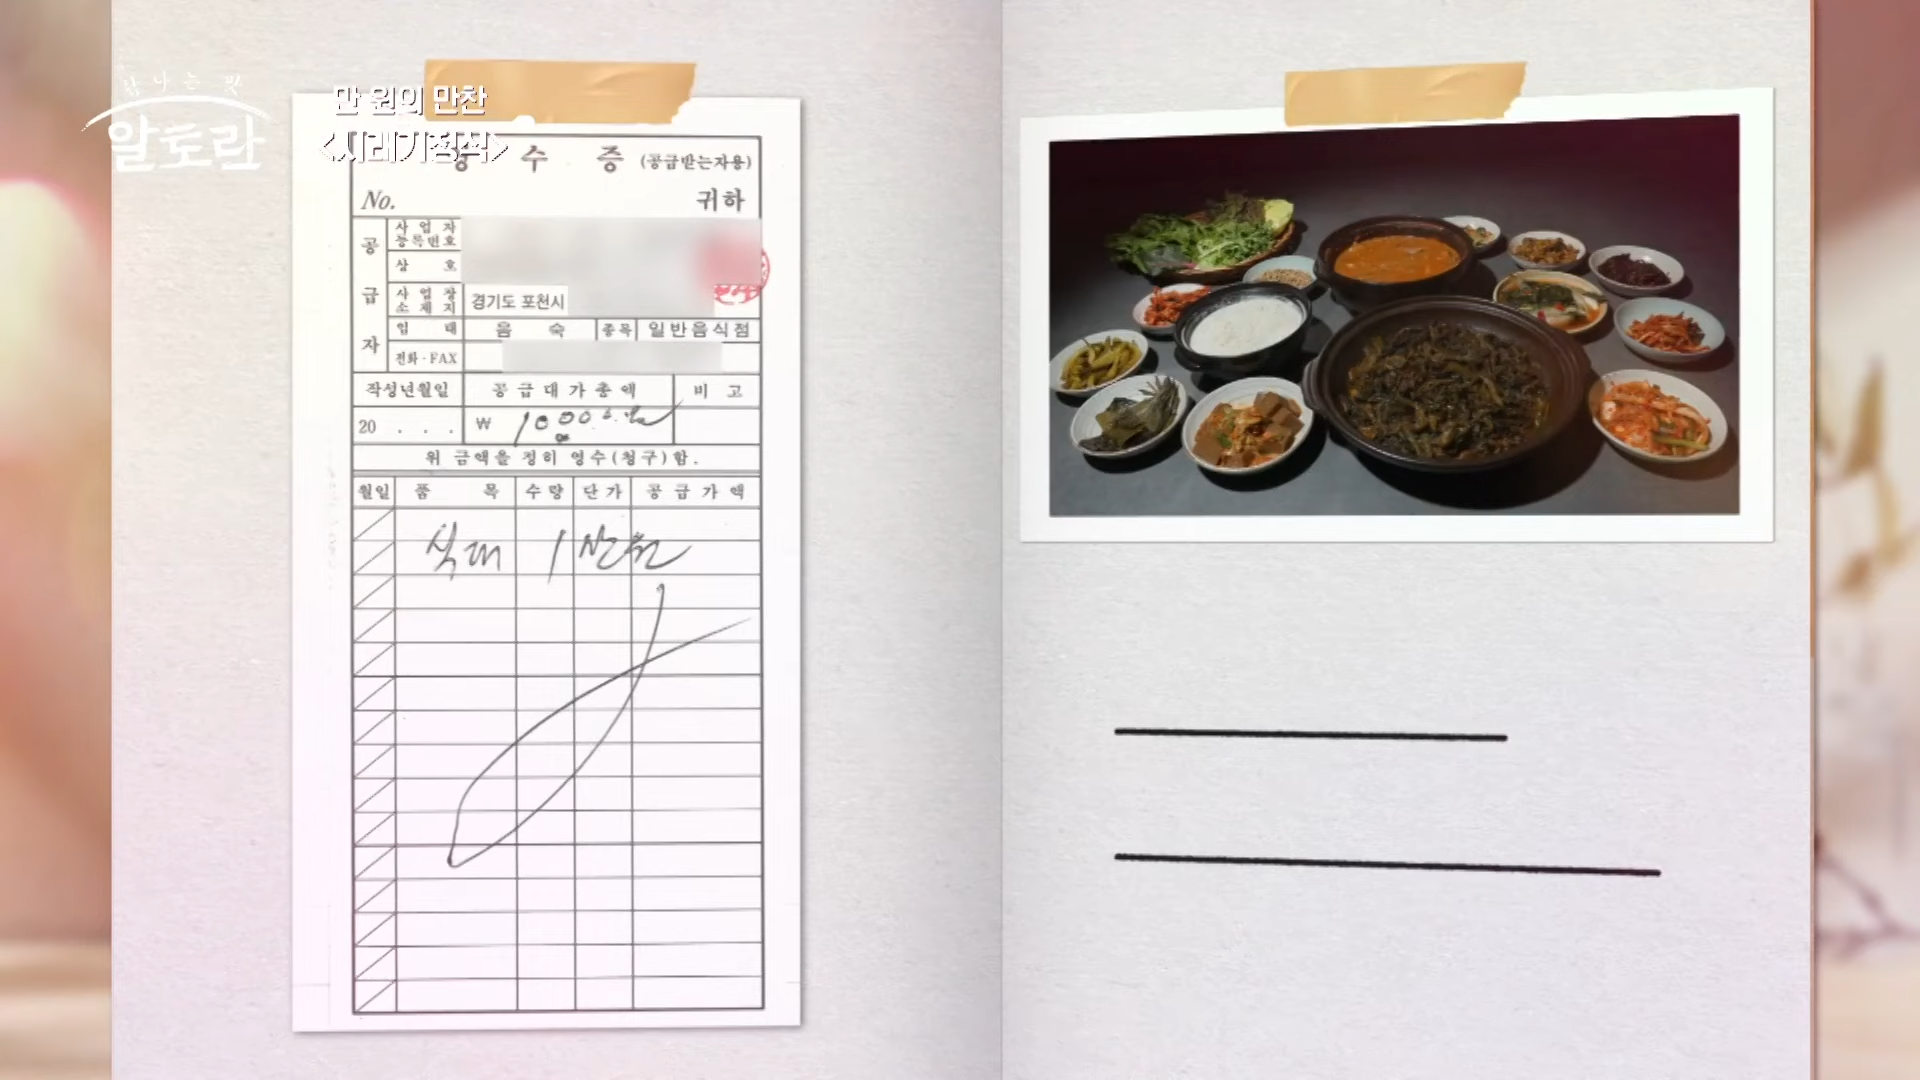 맛나는 맛
알토란
만 원의 만찬
<시래기정식>
영 수 증 (공급받는자용)
No. 귀하
공급자
사업자
등록번호
상 호
사업장
소재지 경기도 포천시
업 태 음 숙 종목 일반음식점
전화·FAX
작성년월일 공급대가총액 비 고
20 . . . ₩
위 금액을 정히 영수(청구)함.
월일 품 목 수량 단가 공급가액
식대 1